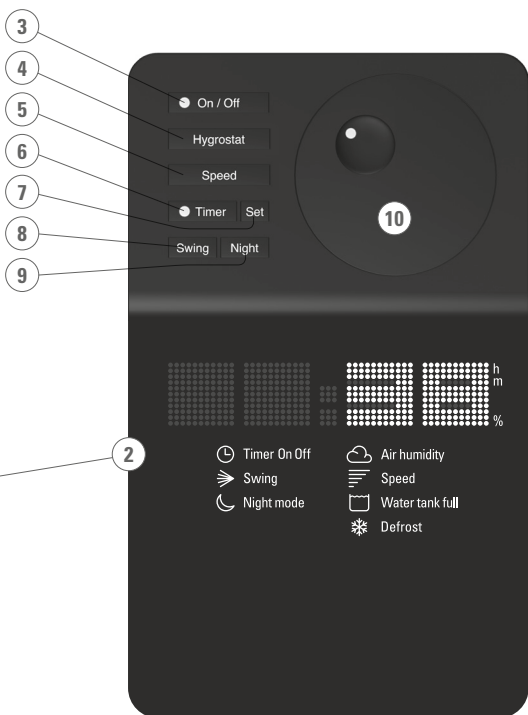 3
On / Off
4
Hygrostat
5
Speed
6
Timer Set
7
8
Swing Night
9
10
38
h
m
%
2
Timer On Off
Swing
Night mode
Air humidity
Speed
Water tank full
Defrost